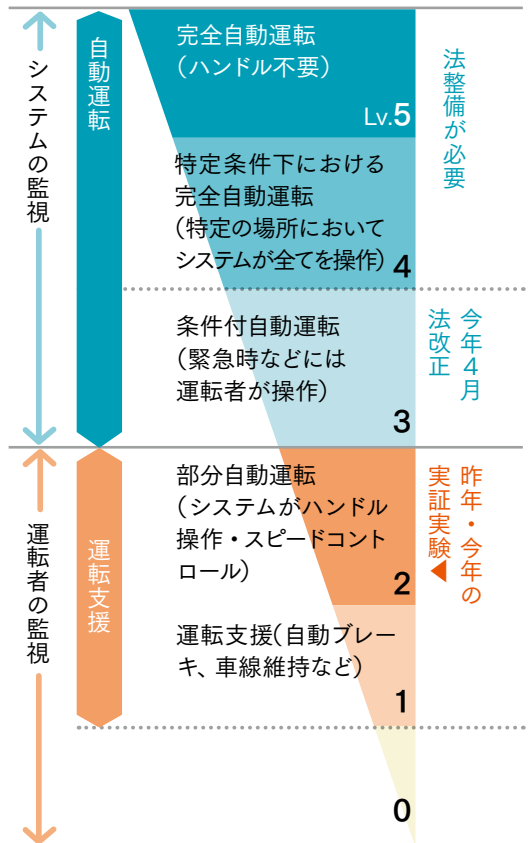 システムの監視
自動運転
完全自動運転
（ハンドル不要）
Lv.5
法整備が必要
特定条件下における
完全自動運転
（特定の場所において
システムが全てを操作）
4
条件付自動運転
（緊急時などには
運転者が操作）
3
今年４月
法改正
運転者の監視
運転支援
部分自動運転
（システムがハンドル
操作・スピードコント
ロール）
2
昨年・今年の
実証実験◀
運転支援（自動ブレー
キ、車線維持など）
1
0